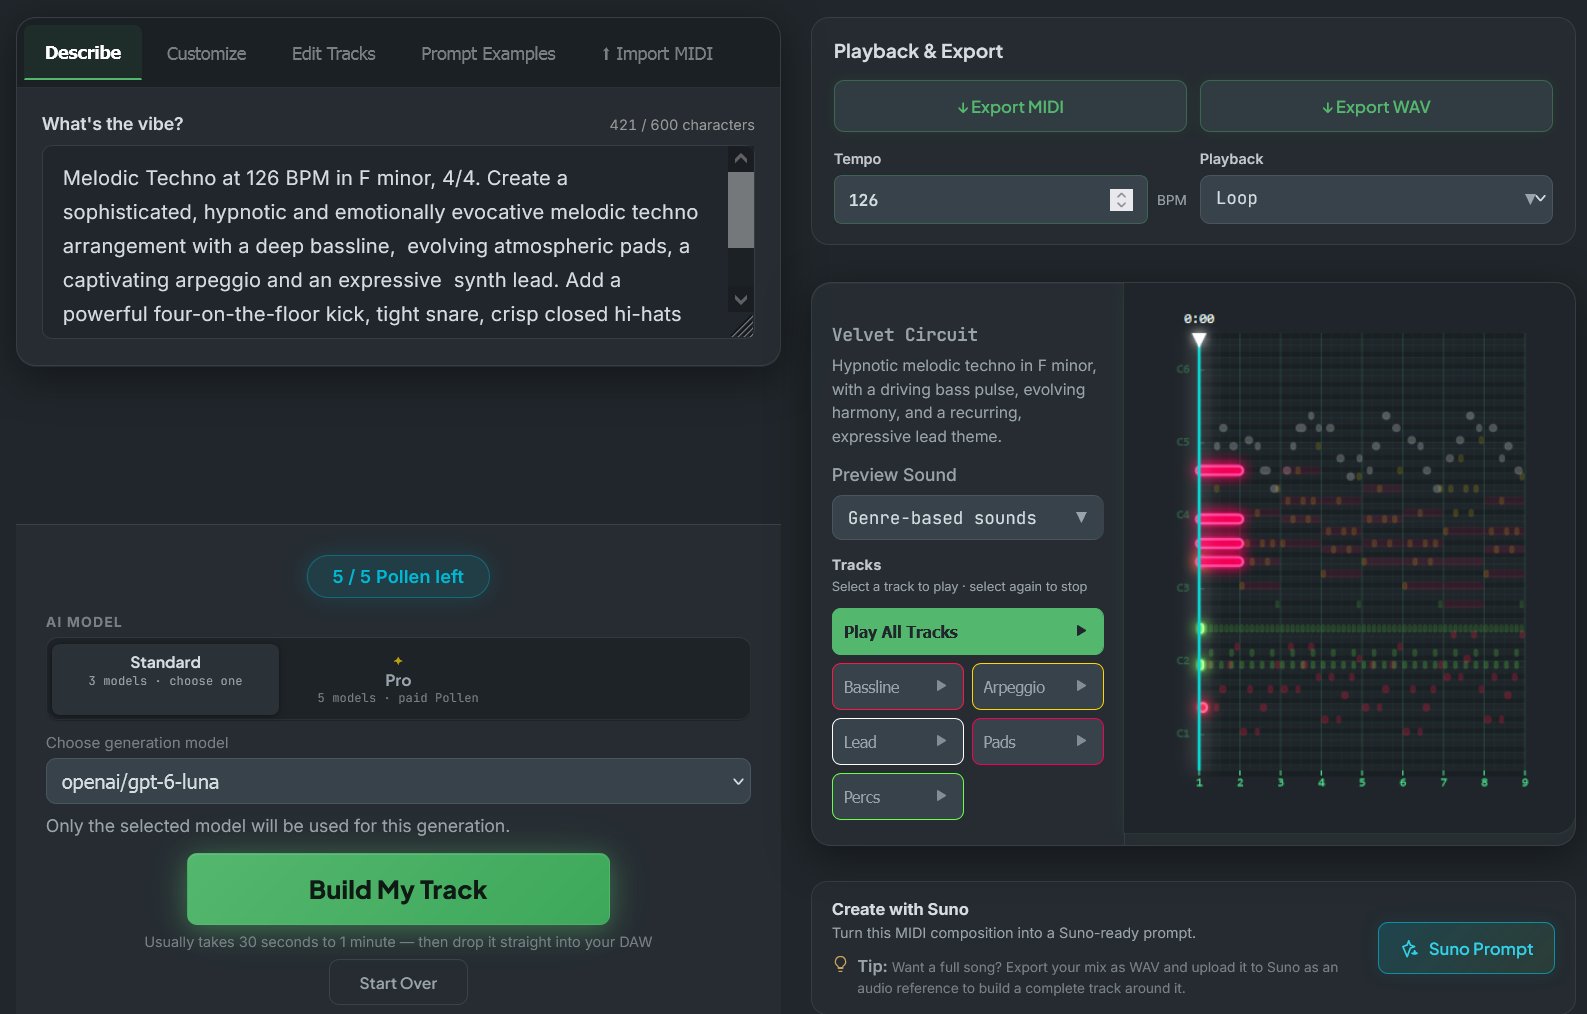 Describe
Customize
Edit Tracks
Prompt Examples
↑ Import MIDI
What's the vibe?
421 / 600 characters
Melodic Techno at 126 BPM in F minor, 4/4. Create a
sophisticated, hypnotic and emotionally evocative melodic techno
arrangement with a deep bassline,  evolving atmospheric pads, a
captivating arpeggio and an expressive  synth lead. Add a
powerful four-on-the-floor kick, tight snare, crisp closed hi-hats
5 / 5 Pollen left
AI MODEL
Standard
3 models · choose one
✦
Pro
5 models · paid Pollen
Choose generation model
openai/gpt-6-luna
Only the selected model will be used for this generation.
Build My Track
Usually takes 30 seconds to 1 minute — then drop it straight into your DAW
Start Over
Playback & Export
↓ Export MIDI
↓ Export WAV
Tempo
126
BPM
Playback
Loop
Velvet Circuit
Hypnotic melodic techno in F minor,
with a driving bass pulse, evolving
harmony, and a recurring,
expressive lead theme.
Preview Sound
Genre-based sounds
Tracks
Select a track to play · select again to stop
Play All Tracks
Bassline
Arpeggio
Lead
Pads
Percs
0:00
C6
C5
C4
C3
C2
C1
1 2 3 4 5 6 7 8 9
Create with Suno
Turn this MIDI composition into a Suno-ready prompt.
Tip: Want a full song? Export your mix as WAV and upload it to Suno as an
audio reference to build a complete track around it.
Suno Prompt